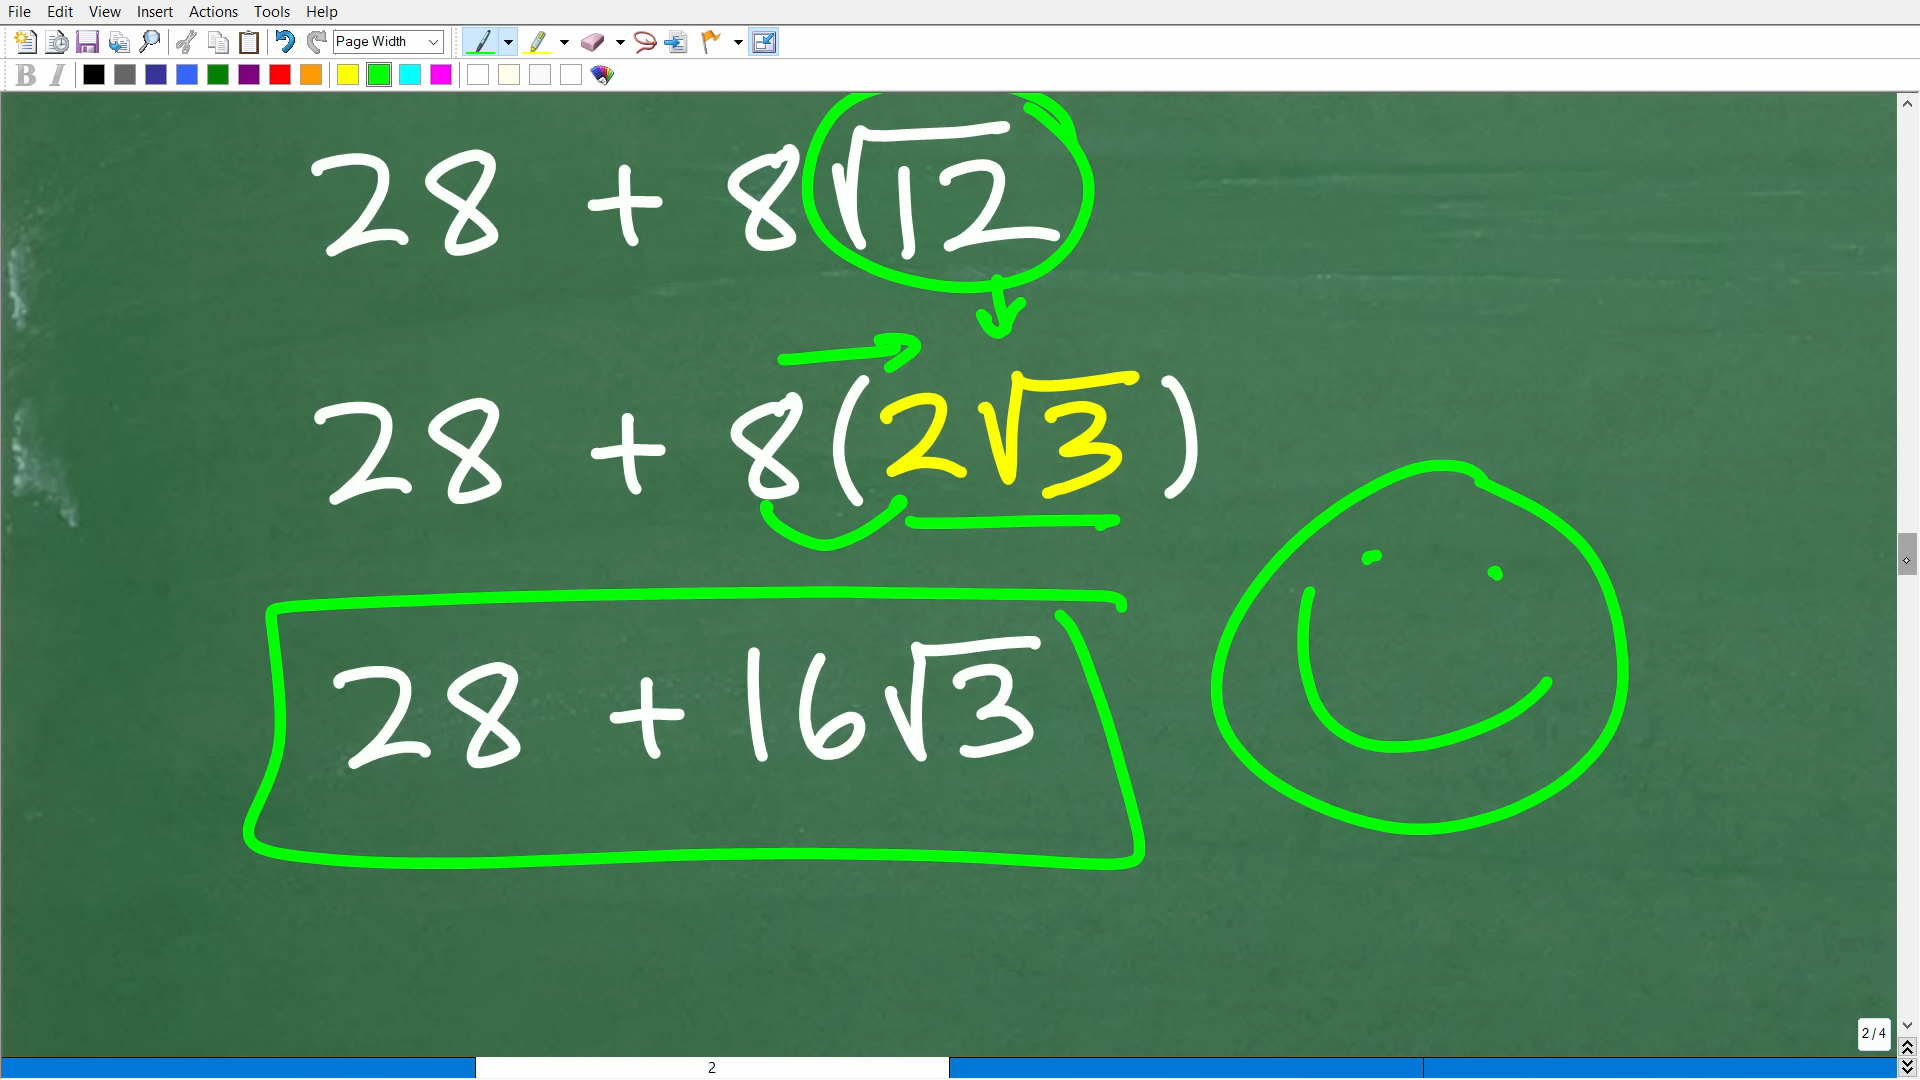 File Edit View Insert Actions Tools Help
Page Width
B I
28 + 8√12
28 + 8(2√3)
28 + 16√3
2 / 4
2